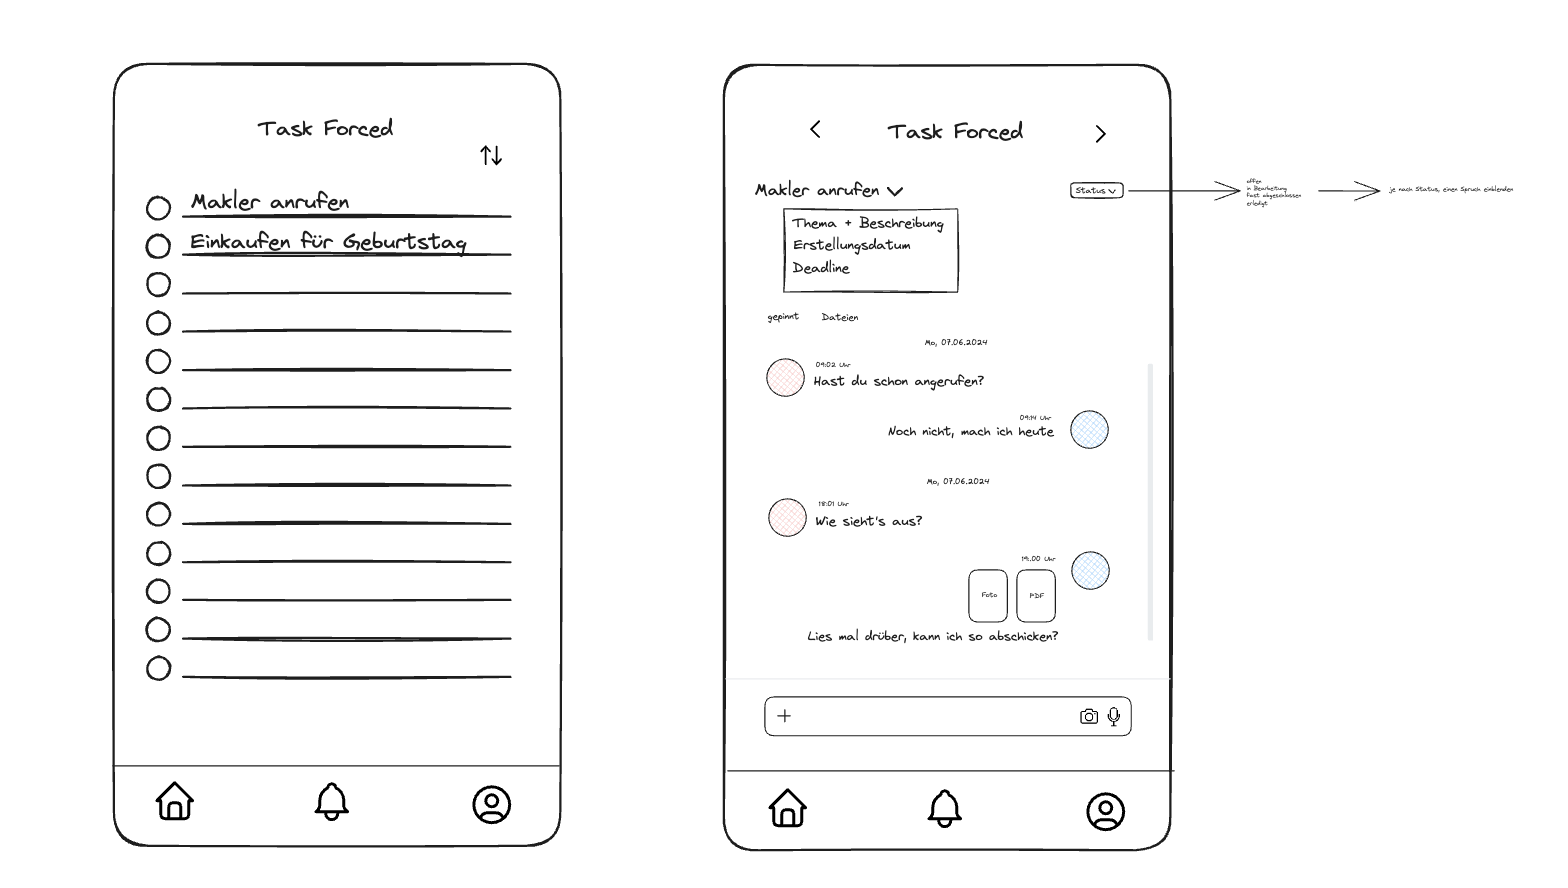 Task Forced
Makler anrufen
Einkaufen für Geburtstag
Task Forced
Makler anrufen
Status
offen
in Bearbeitung
fast abgeschlossen
erledigt
je nach Status, einen Spruch einblenden
Thema + Beschreibung
Erstellungsdatum
Deadline
gepinnt Dateien
Mo, 07.06.2024
09:02 Uhr
Hast du schon angerufen?
09:14 Uhr
Noch nicht, mach ich heute
Mo, 07.06.2024
18:01 Uhr
Wie sieht's aus?
19:00 Uhr
Foto PDF
Lies mal drüber, kann ich so abschicken?